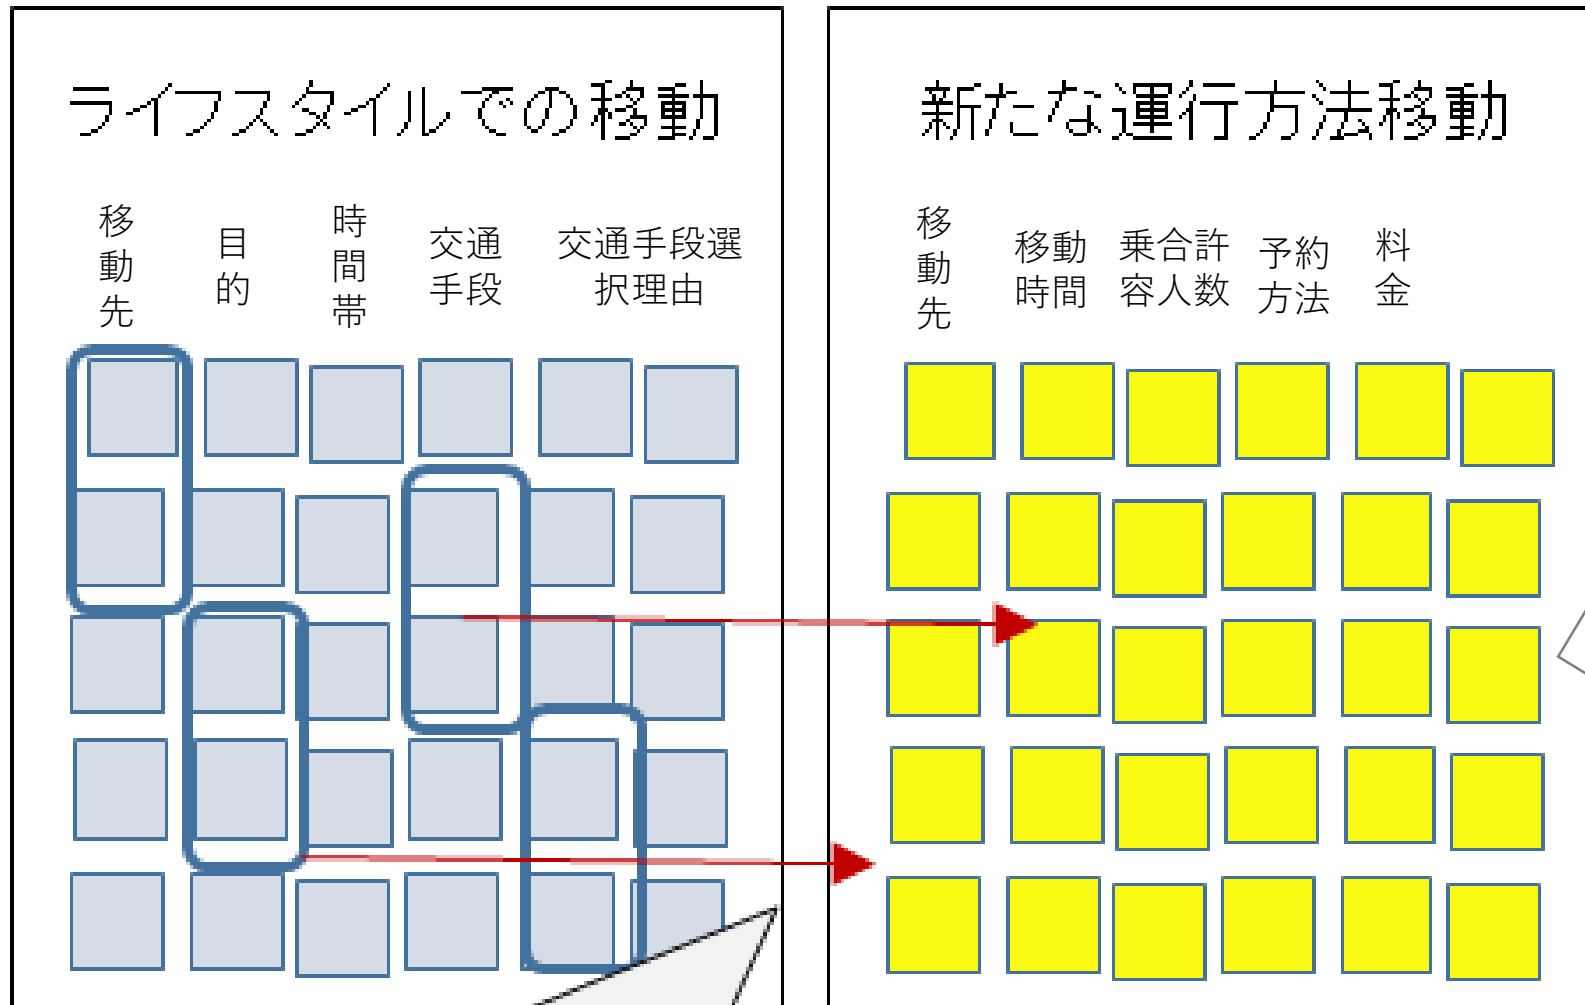 ライフスタイルでの移動
移動先
目的
時間帯
交通
手段
交通手段選
択理由
新たな運行方法移動
移動先
移動
時間
乗合許
容人数
予約
方法
料金